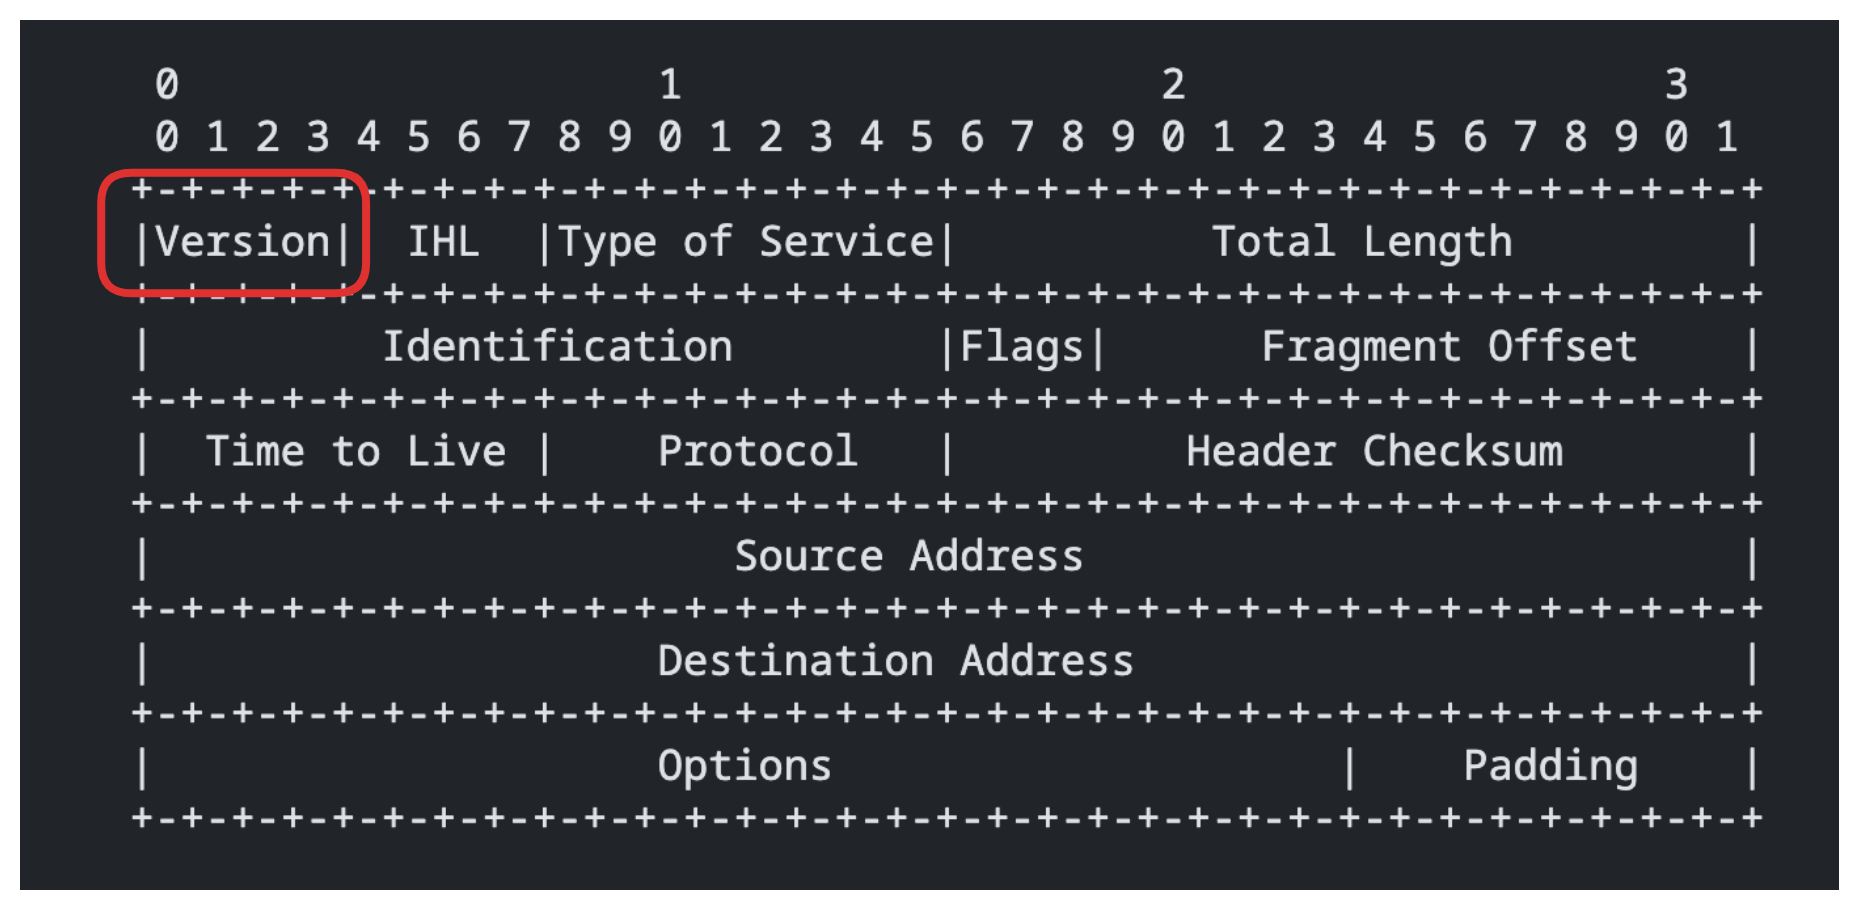 0                   1                   2                   3
 0 1 2 3 4 5 6 7 8 9 0 1 2 3 4 5 6 7 8 9 0 1 2 3 4 5 6 7 8 9 0 1
+-+-+-+-+-+-+-+-+-+-+-+-+-+-+-+-+-+-+-+-+-+-+-+-+-+-+-+-+-+-+-+-+
|Version|  IHL  |Type of Service|          Total Length         |
+-+-+-+-+-+-+-+-+-+-+-+-+-+-+-+-+-+-+-+-+-+-+-+-+-+-+-+-+-+-+-+-+
|         Identification        |Flags|      Fragment Offset    |
+-+-+-+-+-+-+-+-+-+-+-+-+-+-+-+-+-+-+-+-+-+-+-+-+-+-+-+-+-+-+-+-+
|  Time to Live |    Protocol   |         Header Checksum       |
+-+-+-+-+-+-+-+-+-+-+-+-+-+-+-+-+-+-+-+-+-+-+-+-+-+-+-+-+-+-+-+-+
|                       Source Address                          |
+-+-+-+-+-+-+-+-+-+-+-+-+-+-+-+-+-+-+-+-+-+-+-+-+-+-+-+-+-+-+-+-+
|                    Destination Address                        |
+-+-+-+-+-+-+-+-+-+-+-+-+-+-+-+-+-+-+-+-+-+-+-+-+-+-+-+-+-+-+-+-+
|                    Options                    |    Padding    |
+-+-+-+-+-+-+-+-+-+-+-+-+-+-+-+-+-+-+-+-+-+-+-+-+-+-+-+-+-+-+-+-+